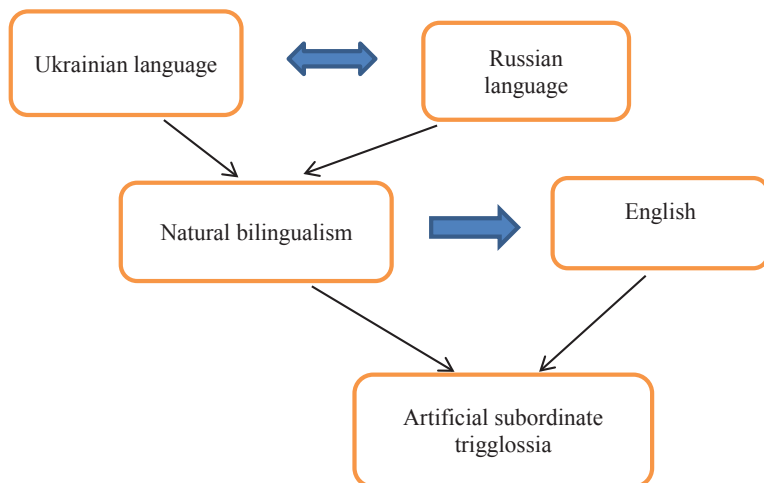 Ukrainian language
Russian
language
Natural bilingualism
English
Artificial subordinate
trigglossia